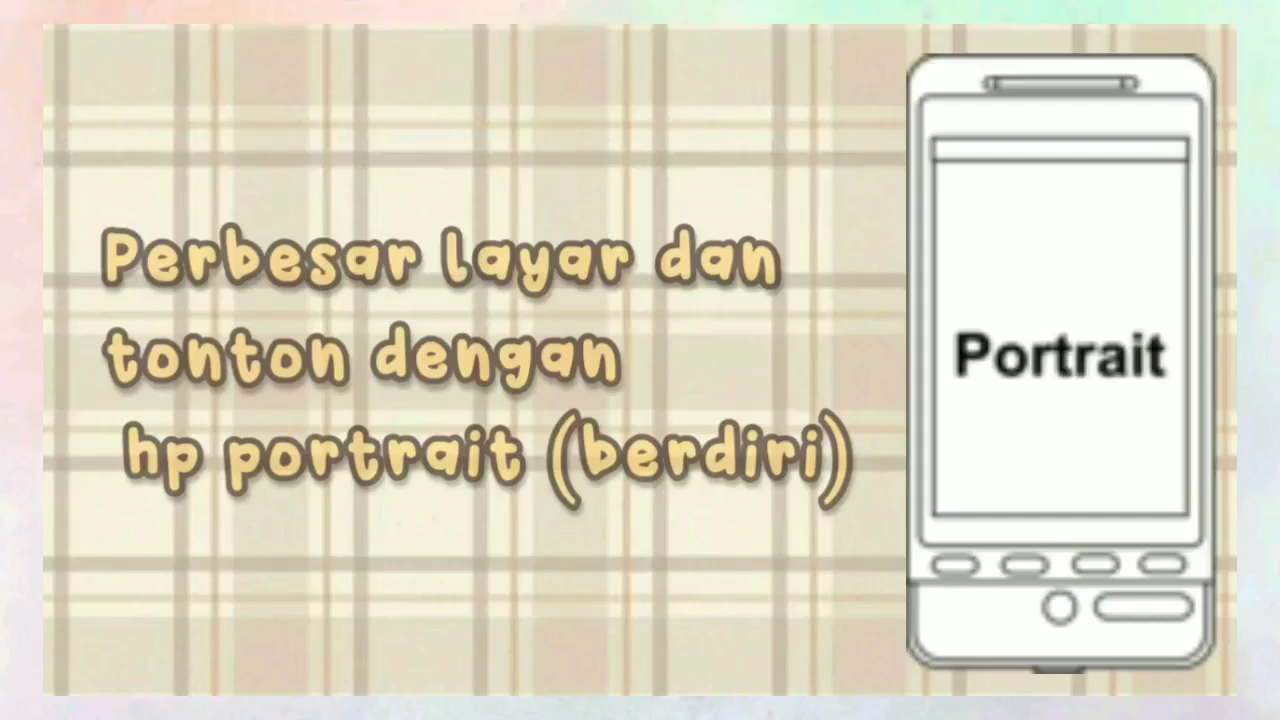 Perbesar layar dan
tonton dengan
hp portrait (berdiri)
Portrait